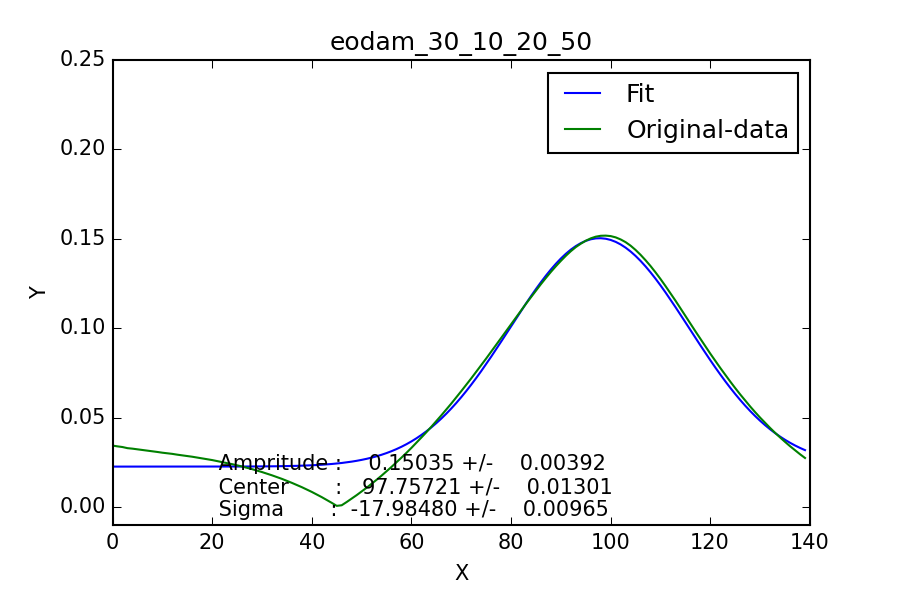 eodam_30_10_20_50
0.25
0.20
0.15
0.10
0.05
0.00
Y
Fit
Original-data
Ampritude : 0.15035 +/- 0.00392
Center : 97.75721 +/- 0.01301
Sigma : -17.98480 +/- 0.00965
0 20 40 60 80 100 120 140
X